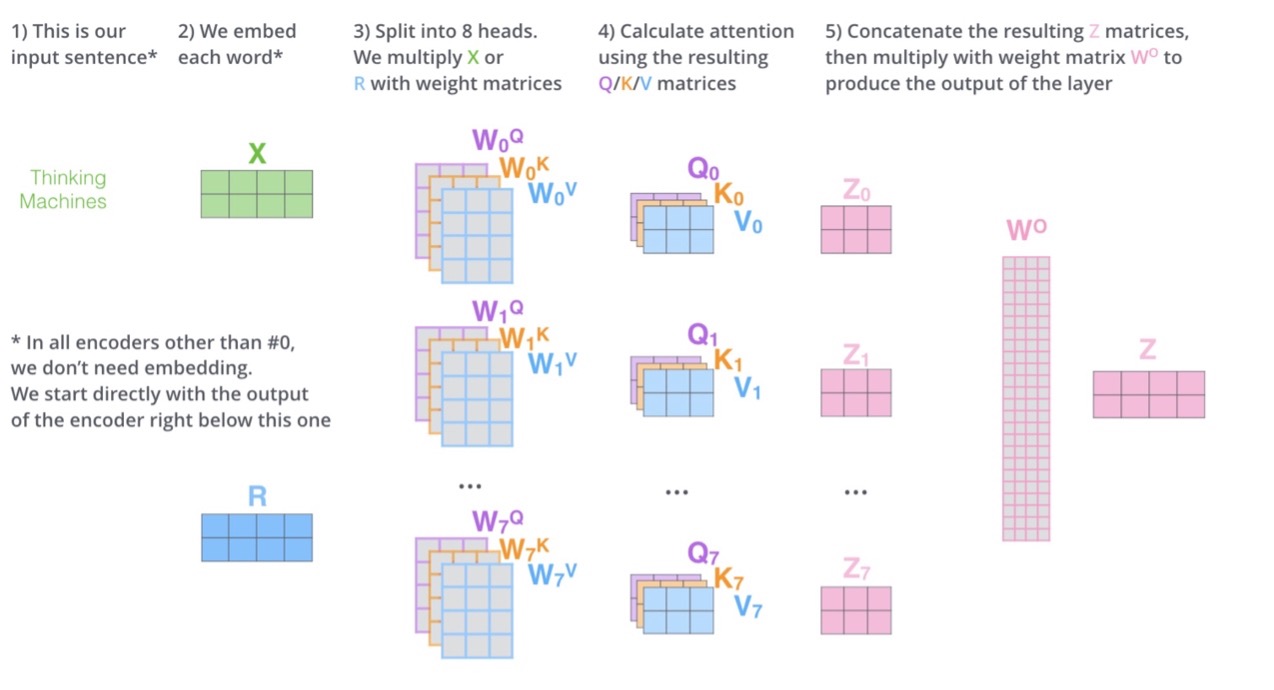 1) This is our
input sentence*
2) We embed
each word*
3) Split into 8 heads.
We multiply X or
R with weight matrices
4) Calculate attention
using the resulting
Q/K/V matrices
5) Concatenate the resulting Z matrices,
then multiply with weight matrix Wᴼ to
produce the output of the layer
Thinking
Machines
X
W₀Q
W₀K
W₀V
Q₀
K₀
V₀
Z₀
Wᴼ
* In all encoders other than #0,
we don’t need embedding.
We start directly with the output
of the encoder right below this one
W₁Q
W₁K
W₁V
Q₁
K₁
V₁
Z₁
Z
...
...
...
R
W₇Q
W₇K
W₇V
Q₇
K₇
V₇
Z₇